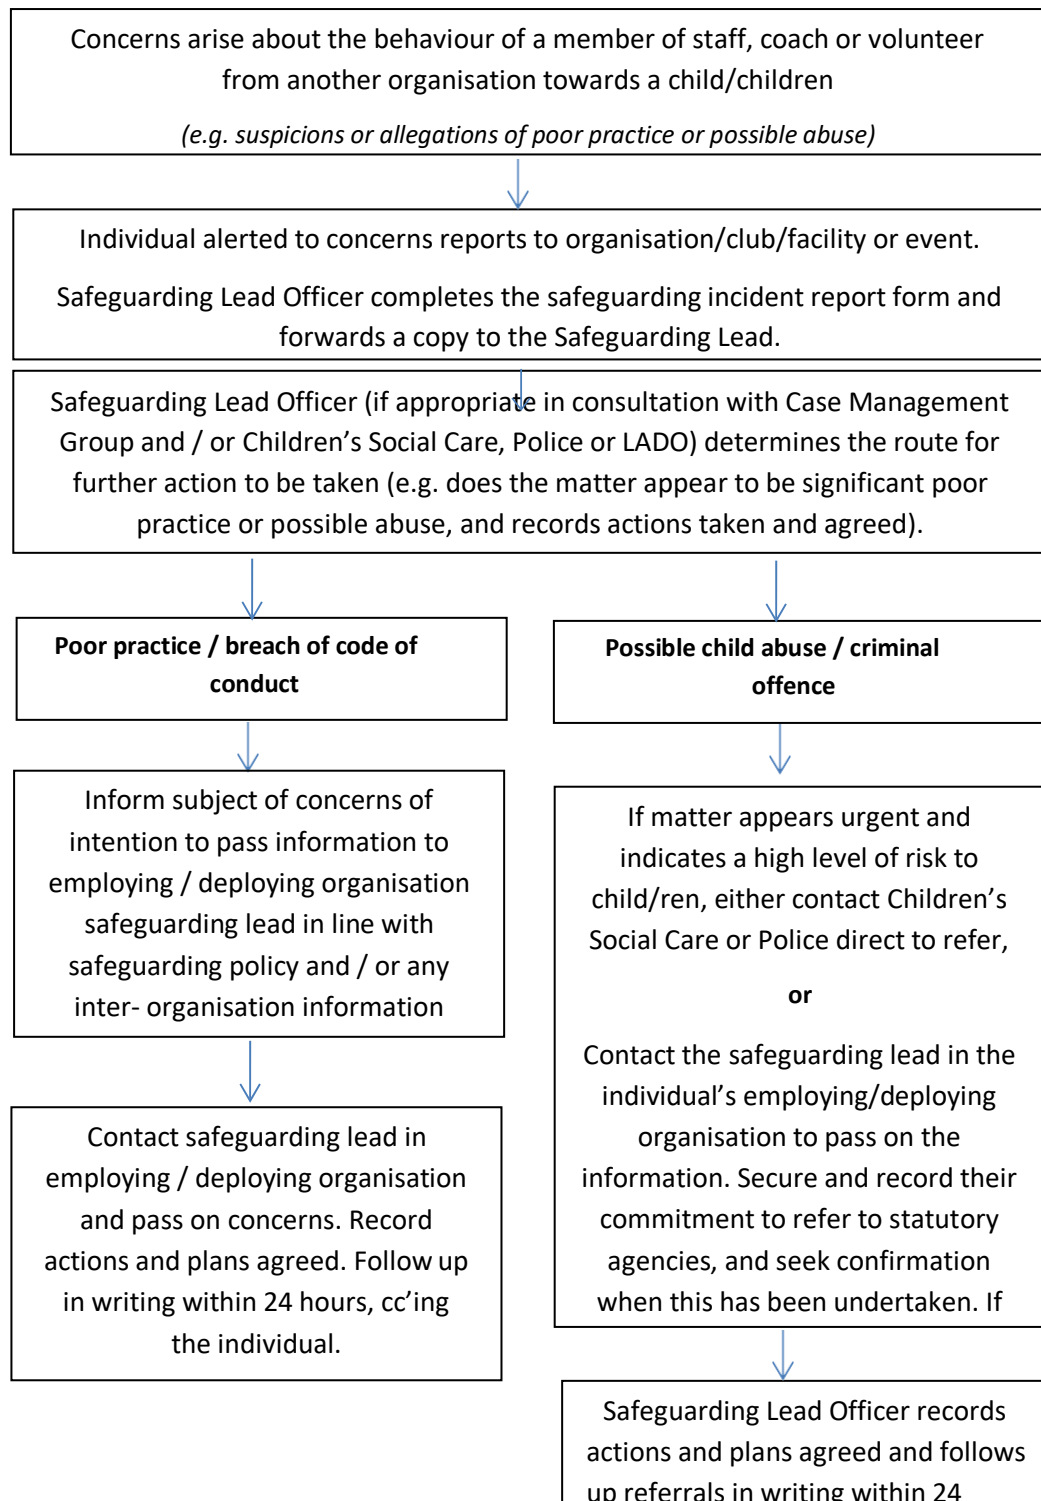 Concerns arise about the behaviour of a member of staff, coach or volunteer
from another organisation towards a child/children
(e.g. suspicions or allegations of poor practice or possible abuse)
Individual alerted to concerns reports to organisation/club/facility or event.
Safeguarding Lead Officer completes the safeguarding incident report form and
forwards a copy to the Safeguarding Lead.
Safeguarding Lead Officer (if appropriate in consultation with Case Management
Group and / or Children’s Social Care, Police or LADO) determines the route for
further action to be taken (e.g. does the matter appear to be significant poor
practice or possible abuse, and records actions taken and agreed).
Poor practice / breach of code of
conduct
Inform subject of concerns of
intention to pass information to
employing / deploying organisation
safeguarding lead in line with
safeguarding policy and / or any
inter- organisation information
Contact safeguarding lead in
employing / deploying organisation
and pass on concerns. Record
actions and plans agreed. Follow up
in writing within 24 hours, cc’ing
the individual.
Possible child abuse / criminal
offence
If matter appears urgent and
indicates a high level of risk to
child/ren, either contact Children’s
Social Care or Police direct to refer,
or
Contact the safeguarding lead in the
individual’s employing/deploying
organisation to pass on the
information. Secure and record their
commitment to refer to statutory
agencies, and seek confirmation
when this has been undertaken. If
Safeguarding Lead Officer records
actions and plans agreed and follows
up referrals in writing within 24